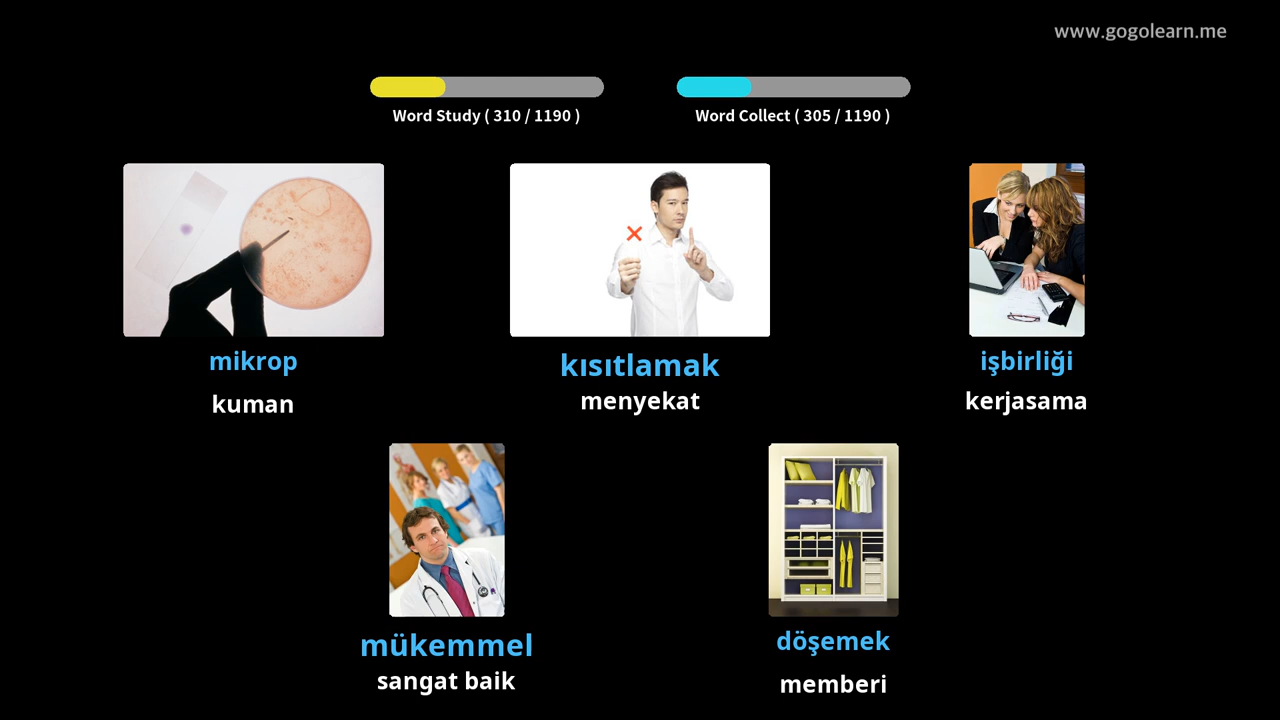 www.gogolearn.me
Word Study ( 310 / 1190 )
Word Collect ( 305 / 1190 )
mikrop
kuman
kısıtlamak
menyekat
işbirliği
kerjasama
mükemmel
sangat baik
döşemek
memberi